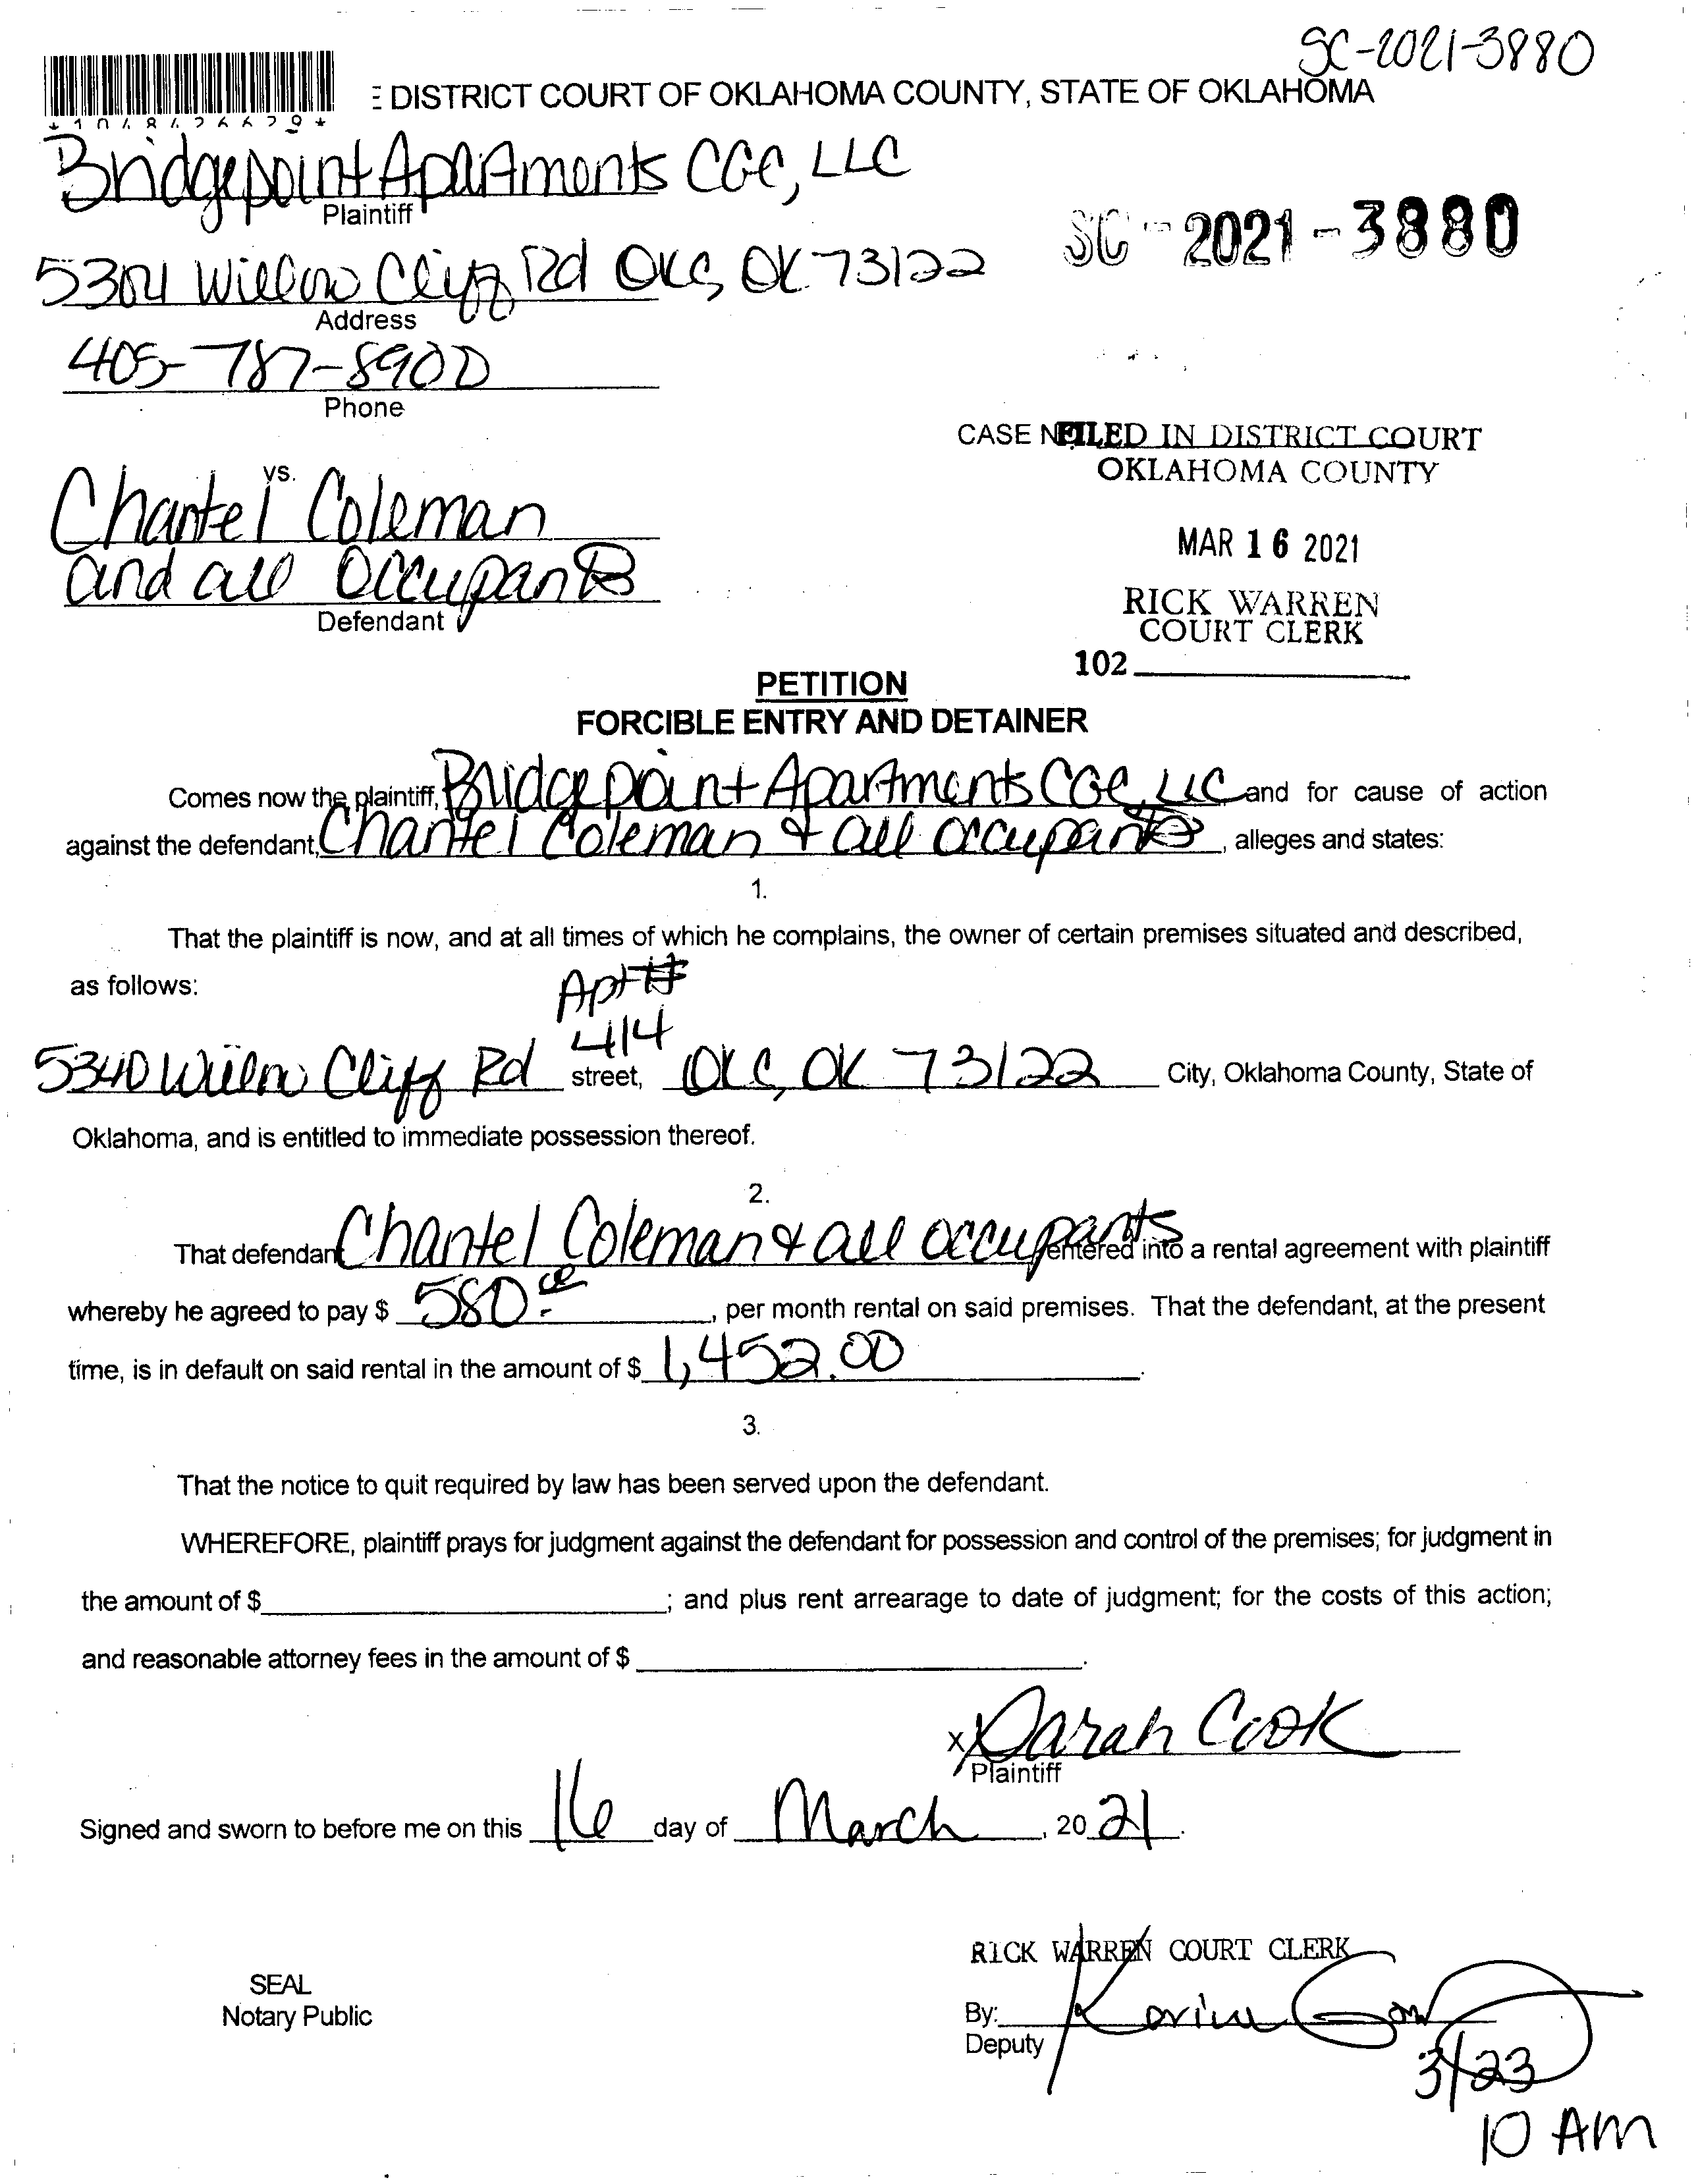 SC-2021-3880
E DISTRICT COURT OF OKLAHOMA COUNTY, STATE OF OKLAHOMA
*1048426629*
Bridgepoint Apartments CGC, LLC
Plaintiff
SC - 2021 - 3880
5304 Willow Cliff Rd OKC, OK 73122
Address
405-787-8900
Phone
CASE N FILED IN DISTRICT COURT
OKLAHOMA COUNTY
vs.
Chantel Coleman
MAR 16 2021
and all Occupants
Defendant
RICK WARREN
COURT CLERK
102
PETITION
FORCIBLE ENTRY AND DETAINER
Comes now the plaintiff, Bridgepoint Apartments CGC, LLC and for cause of action
against the defendant, Chantel Coleman & all occupants, alleges and states:
1.
That the plaintiff is now, and at all times of which he complains, the owner of certain premises situated and described,
as follows:
Apt #
414
5340 Willow Cliff Rd street, OKC, OK 73122 City, Oklahoma County, State of
Oklahoma, and is entitled to immediate possession thereof.
2.
That defendant Chantel Coleman & all occupants entered into a rental agreement with plaintiff
whereby he agreed to pay $ 580.00, per month rental on said premises. That the defendant, at the present
time, is in default on said rental in the amount of $ 1,452.00.
3.
That the notice to quit required by law has been served upon the defendant.
WHEREFORE, plaintiff prays for judgment against the defendant for possession and control of the premises; for judgment in
the amount of $ ; and plus rent arrearage to date of judgment; for the costs of this action;
and reasonable attorney fees in the amount of $ .
x Sarah Cook
Plaintiff
Signed and sworn to before me on this 16 day of March, 20 21.
RICK WARREN COURT CLERK
SEAL
Notary Public
By:
Deputy
3/23
10 AM